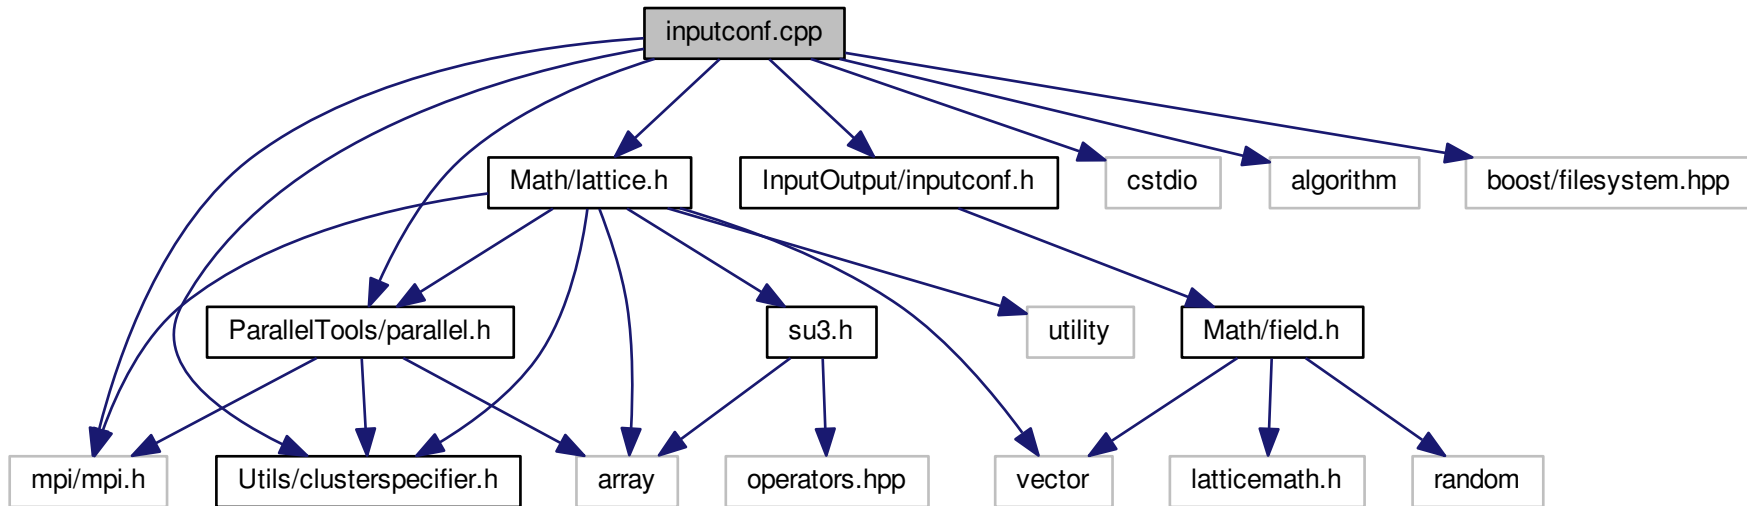 inputconf.cpp
Math/lattice.h
InputOutput/inputconf.h
cstdio
algorithm
boost/filesystem.hpp
ParallelTools/parallel.h
su3.h
utility
Math/field.h
mpi/mpi.h
Utils/clusterspecifier.h
array
operators.hpp
vector
latticemath.h
random